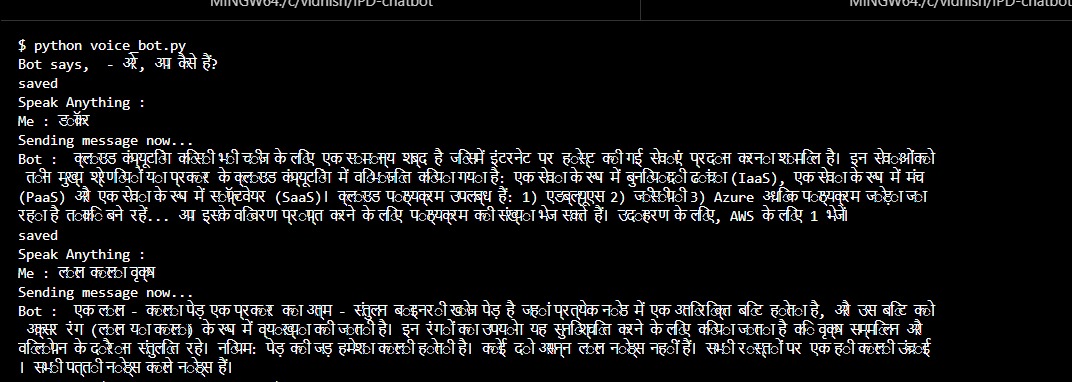 MINGW64:/c/vidhish/IPD-chatbot MINGW64:/c/vidhish/IPD-chatbot
$ python voice_bot.py
Bot says,  - अरे, आप कैसे हैं?
saved
Speak Anything :
Me : डॉकर
Sending message now...
Bot :  क्लाउड कंप्यूटिंग किसी भी चीज के लिए एक सामान्य शब्द है जिसमें इंटरनेट पर होस्ट की गई सेवाएं प्रदान करना शामिल है। इन सेवाओं को
तीन मुख्य श्रेणियों या प्रकार के क्लाउड कंप्यूटिंग में विभाजित किया गया है: एक सेवा के रूप में बुनियादी ढांचा (IaaS), एक सेवा के रूप में मंच
(PaaS) और एक सेवा के रूप में सॉफ्टवेयर (SaaS)। क्लाउड पाठ्यक्रम उपलब्ध हैं: 1) एडब्ल्यूएस 2) जीसीपी 3) Azure अधिक पाठ्यक्रम जोड़े जा
रहा है ताकि बने रहें... आप इसके विवरण प्राप्त करने के लिए पाठ्यक्रम की संख्या भेज सकते हैं। उदाहरण के लिए, AWS के लिए 1 भेजें
saved
Speak Anything :
Me : लाल काला वृक्ष
Sending message now...
Bot :  एक लाल - काला पेड़ एक प्रकार का आत्म - संतुलन बाइनरी खोज पेड़ है जहां प्रत्येक नोड में एक अतिरिक्त बिट होता है, और उस बिट को
अक्सर रंग (लाल या काला) के रूप में व्याख्या की जाती है। इन रंगों का उपयोग यह सुनिश्चित करने के लिए किया जाता है कि वृक्ष सम्मिलन और
विलोपन के दौरान संतुलित रहे। नियम: पेड़ की जड़ हमेशा काली होती है। कोई दो आसन्न लाल नोड्स नहीं हैं। सभी रास्तों पर एक ही काली उंचाई
। सभी पत्ती नोड्स काले नोड्स हैं।